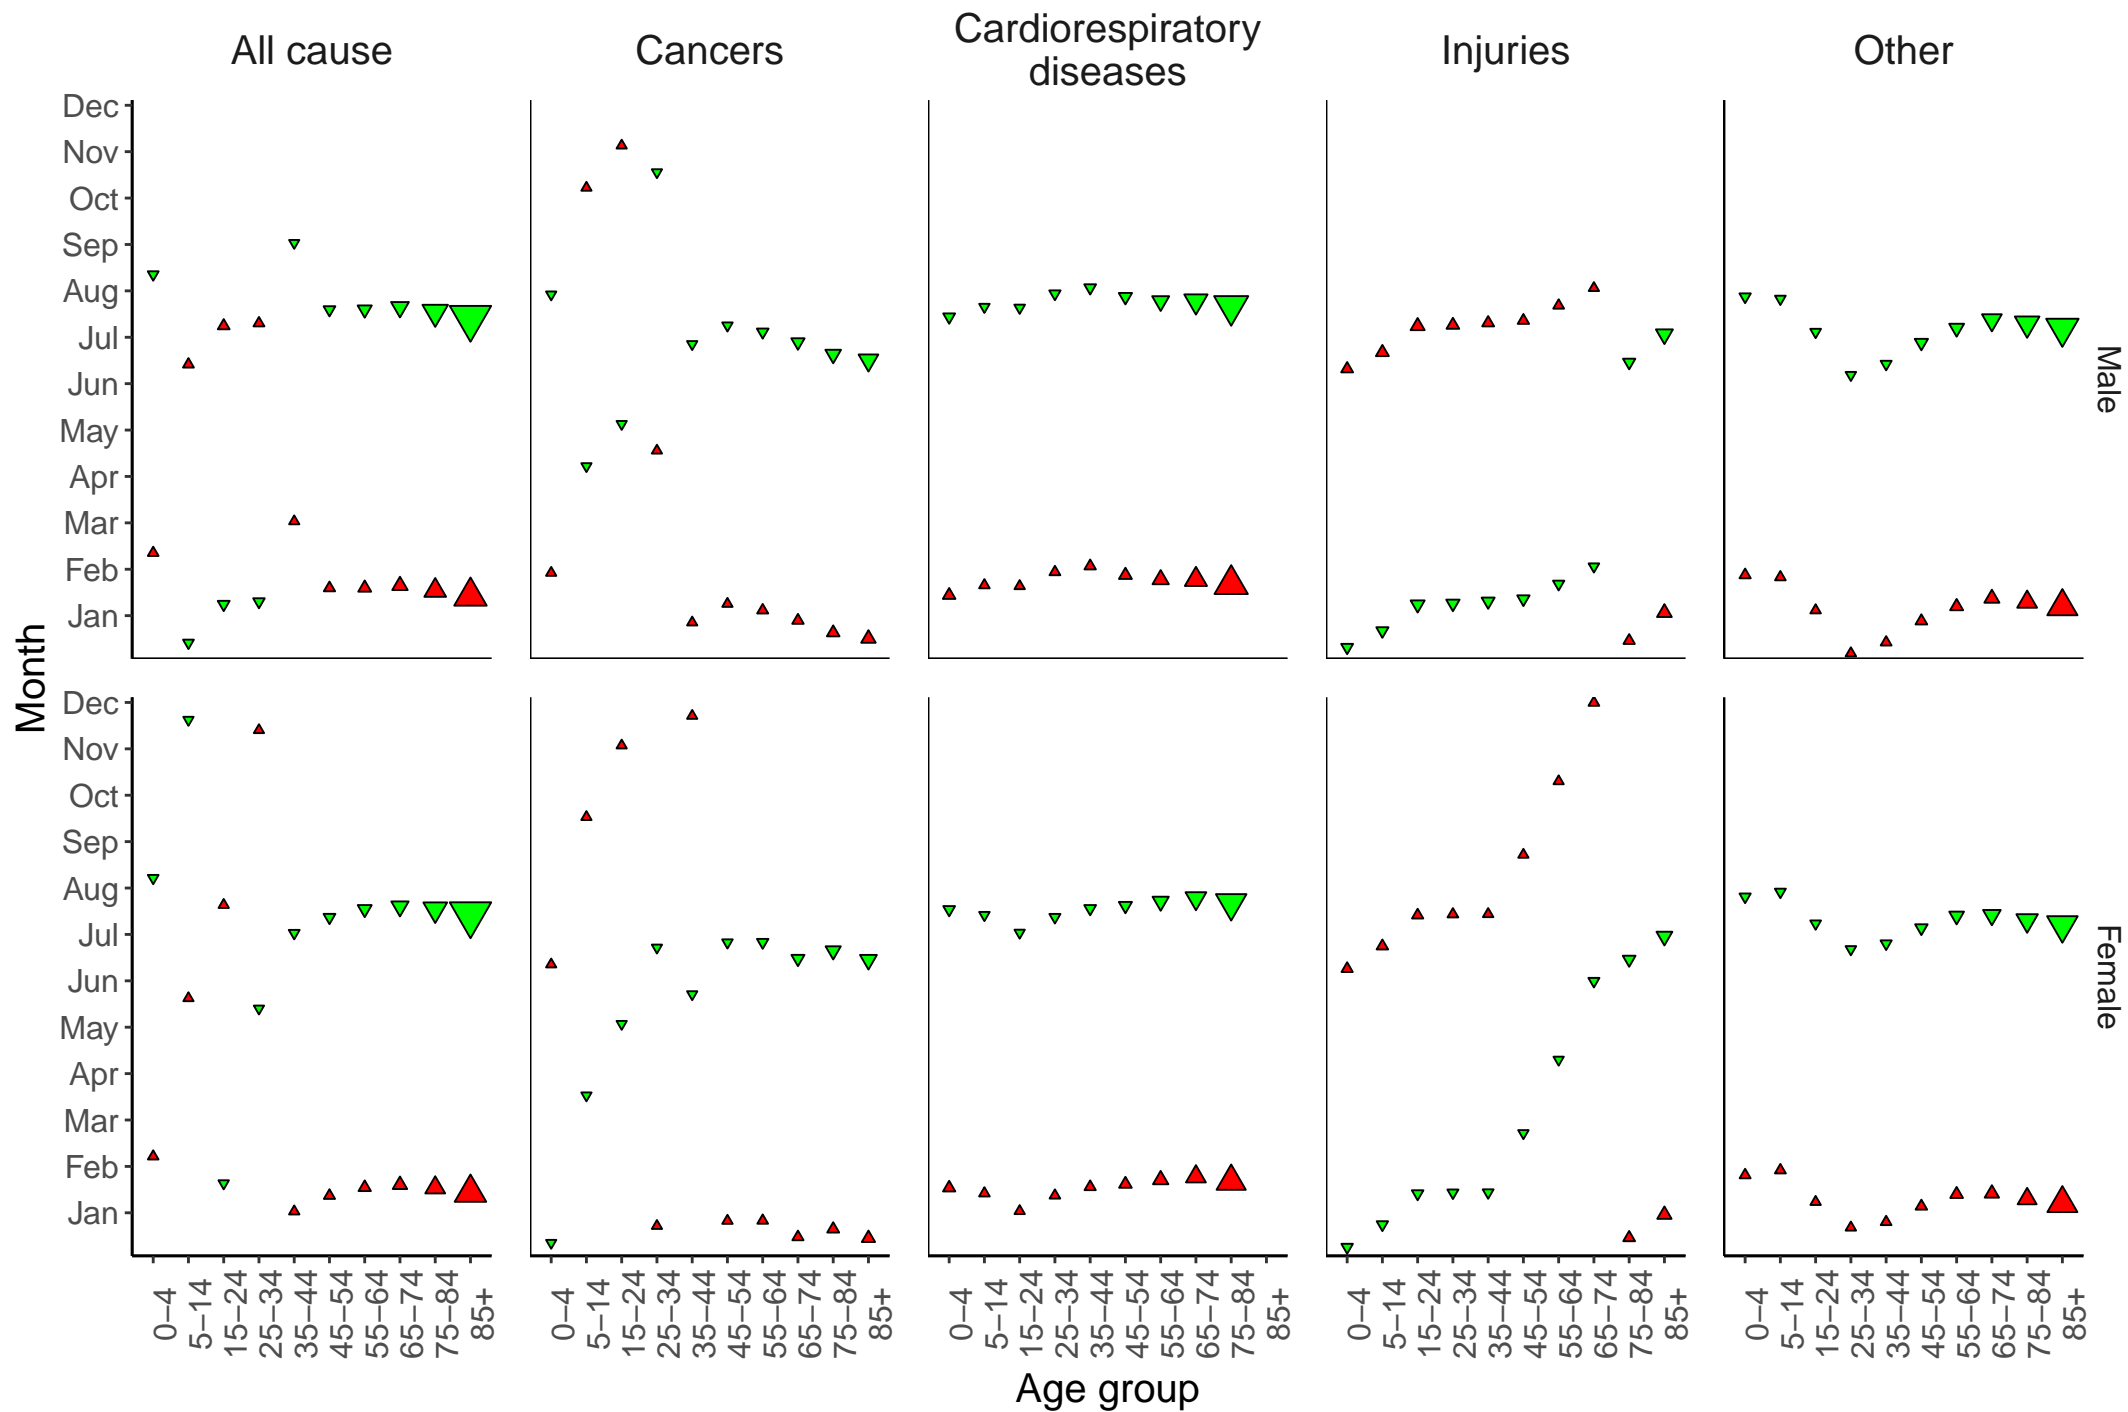 All cause
Cancers
Cardiorespiratory
diseases
Injuries
Other
Month
Dec
Nov
Oct
Sep
Aug
Jul
Jun
May
Apr
Mar
Feb
Jan
Male
Dec
Nov
Oct
Sep
Aug
Jul
Jun
May
Apr
Mar
Feb
Jan
Female
0–4
5–14
15–24
25–34
35–44
45–54
55–64
65–74
75–84
85+
0–4
5–14
15–24
25–34
35–44
45–54
55–64
65–74
75–84
85+
0–4
5–14
15–24
25–34
35–44
45–54
55–64
65–74
75–84
85+
0–4
5–14
15–24
25–34
35–44
45–54
55–64
65–74
75–84
85+
0–4
5–14
15–24
25–34
35–44
45–54
55–64
65–74
75–84
85+
Age group